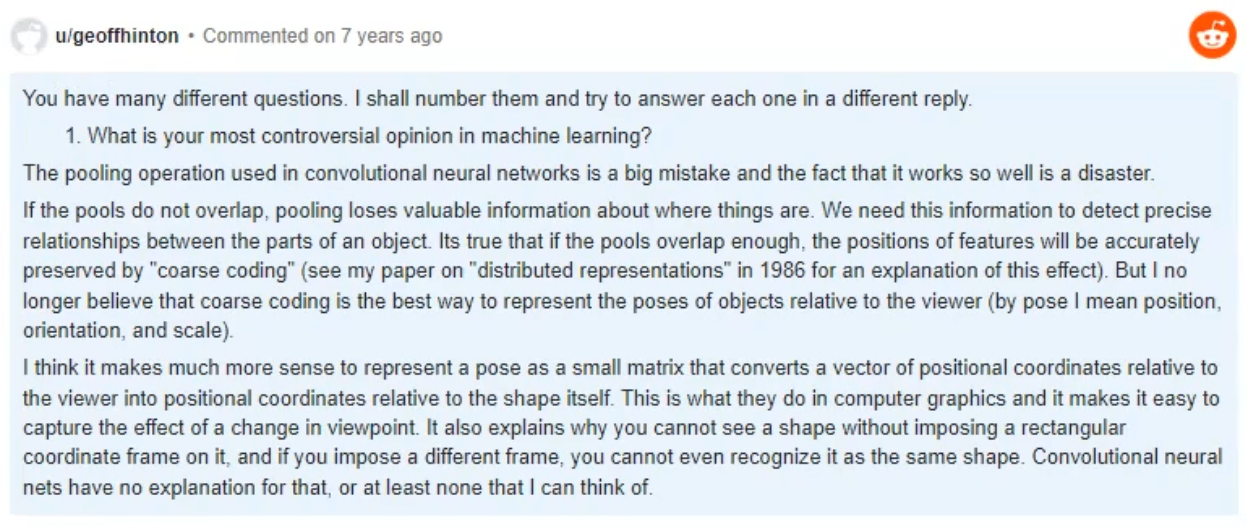 u/geoffhinton • Commented on 7 years ago
You have many different questions. I shall number them and try to answer each one in a different reply.
1. What is your most controversial opinion in machine learning?
The pooling operation used in convolutional neural networks is a big mistake and the fact that it works so well is a disaster.
If the pools do not overlap, pooling loses valuable information about where things are. We need this information to detect precise
relationships between the parts of an object. Its true that if the pools overlap enough, the positions of features will be accurately
preserved by "coarse coding" (see my paper on "distributed representations" in 1986 for an explanation of this effect). But I no
longer believe that coarse coding is the best way to represent the poses of objects relative to the viewer (by pose I mean position,
orientation, and scale).
I think it makes much more sense to represent a pose as a small matrix that converts a vector of positional coordinates relative to
the viewer into positional coordinates relative to the shape itself. This is what they do in computer graphics and it makes it easy to
capture the effect of a change in viewpoint. It also explains why you cannot see a shape without imposing a rectangular
coordinate frame on it, and if you impose a different frame, you cannot even recognize it as the same shape. Convolutional neural
nets have no explanation for that, or at least none that I can think of.